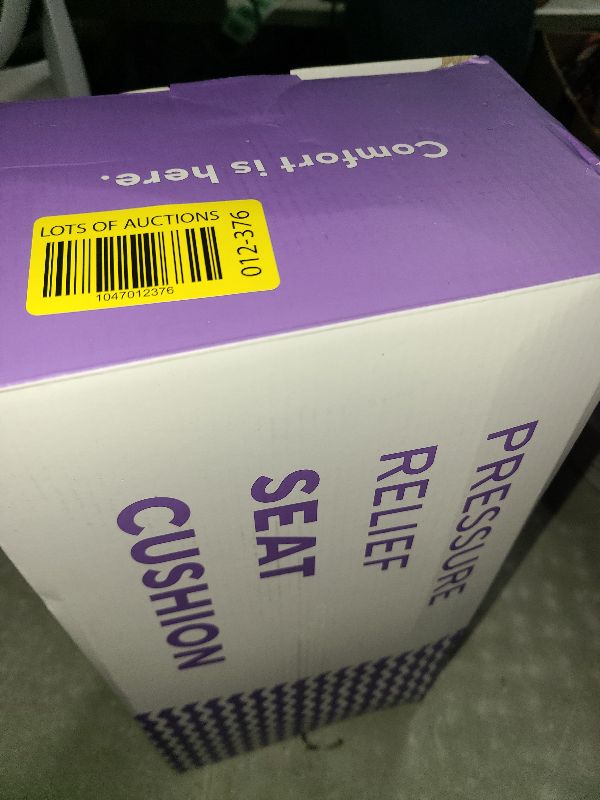 Comfort is here.
LOTS OF AUCTIONS
1047012376
012-376
PRESSURE
RELIEF
SEAT
CUSHION